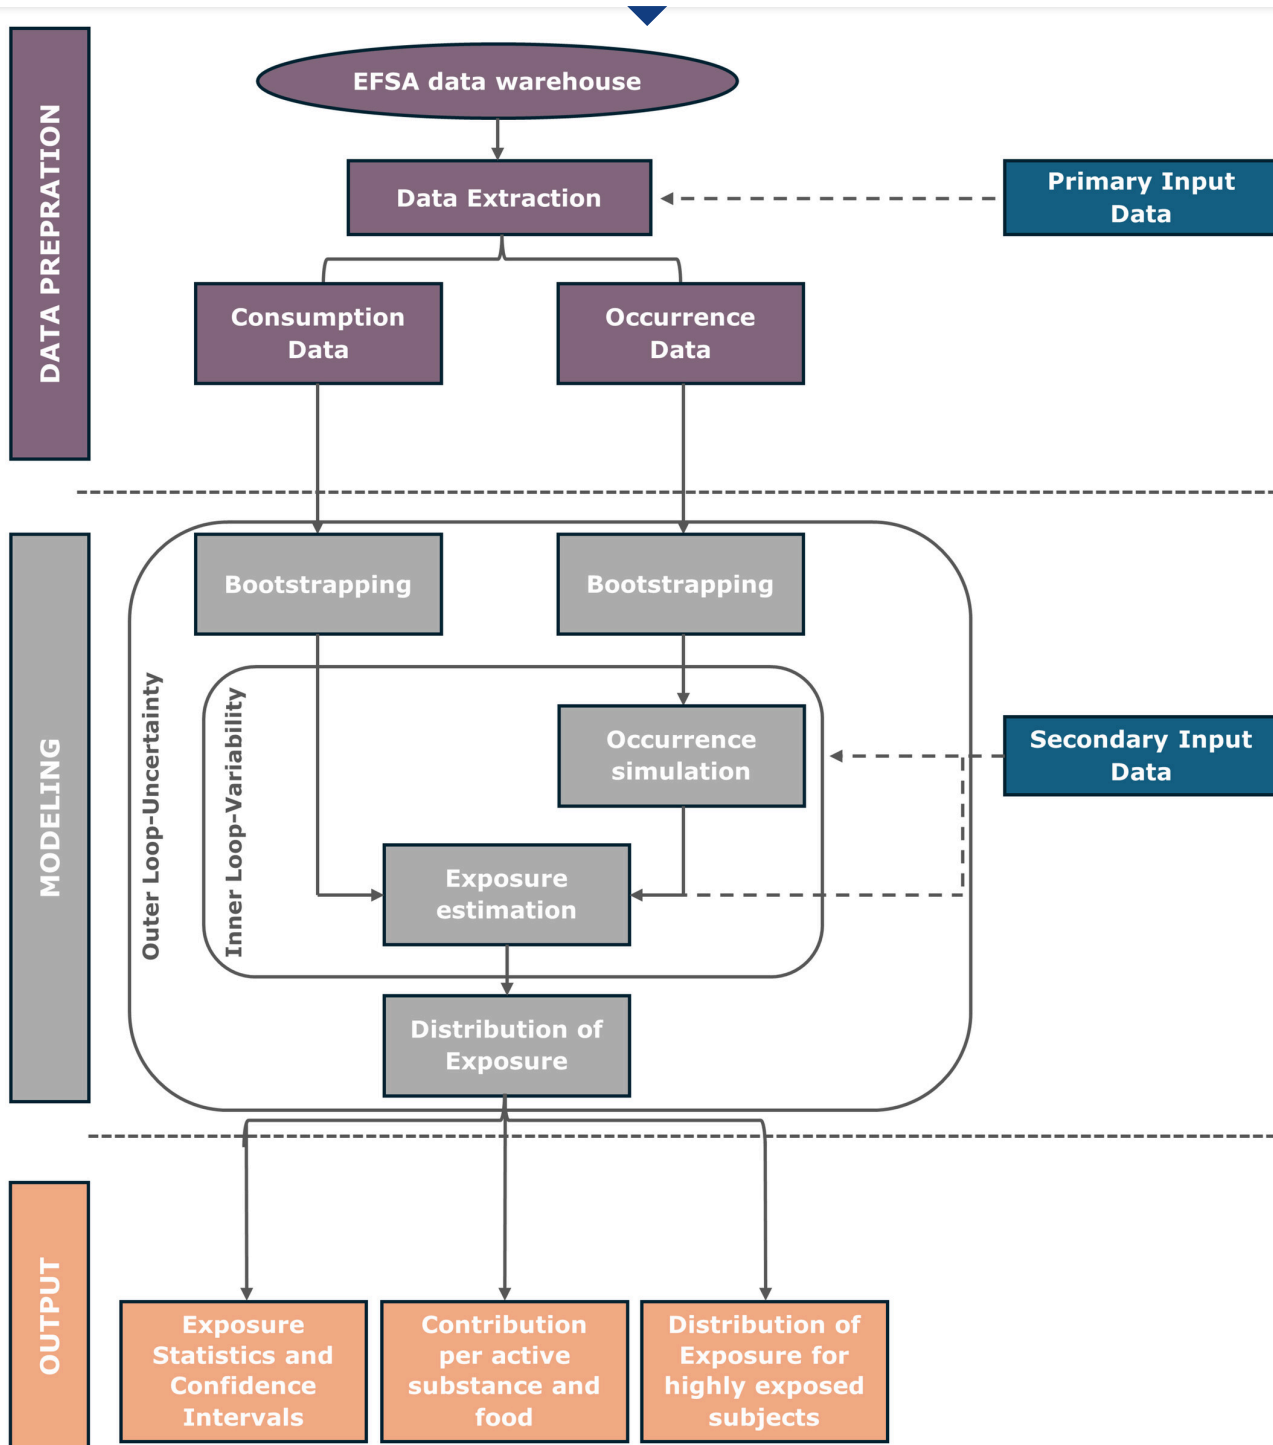 DATA PREPRATION
EFSA data warehouse
Data Extraction
Primary Input
Data
Consumption
Data
Occurrence
Data
MODELING
Outer Loop-Uncertainty
Inner Loop-Variability
Bootstrapping
Bootstrapping
Occurrence
simulation
Secondary Input
Data
Exposure
estimation
Distribution of
Exposure
OUTPUT
Exposure
Statistics and
Confidence
Intervals
Contribution
per active
substance and
food
Distribution of
Exposure for
highly exposed
subjects